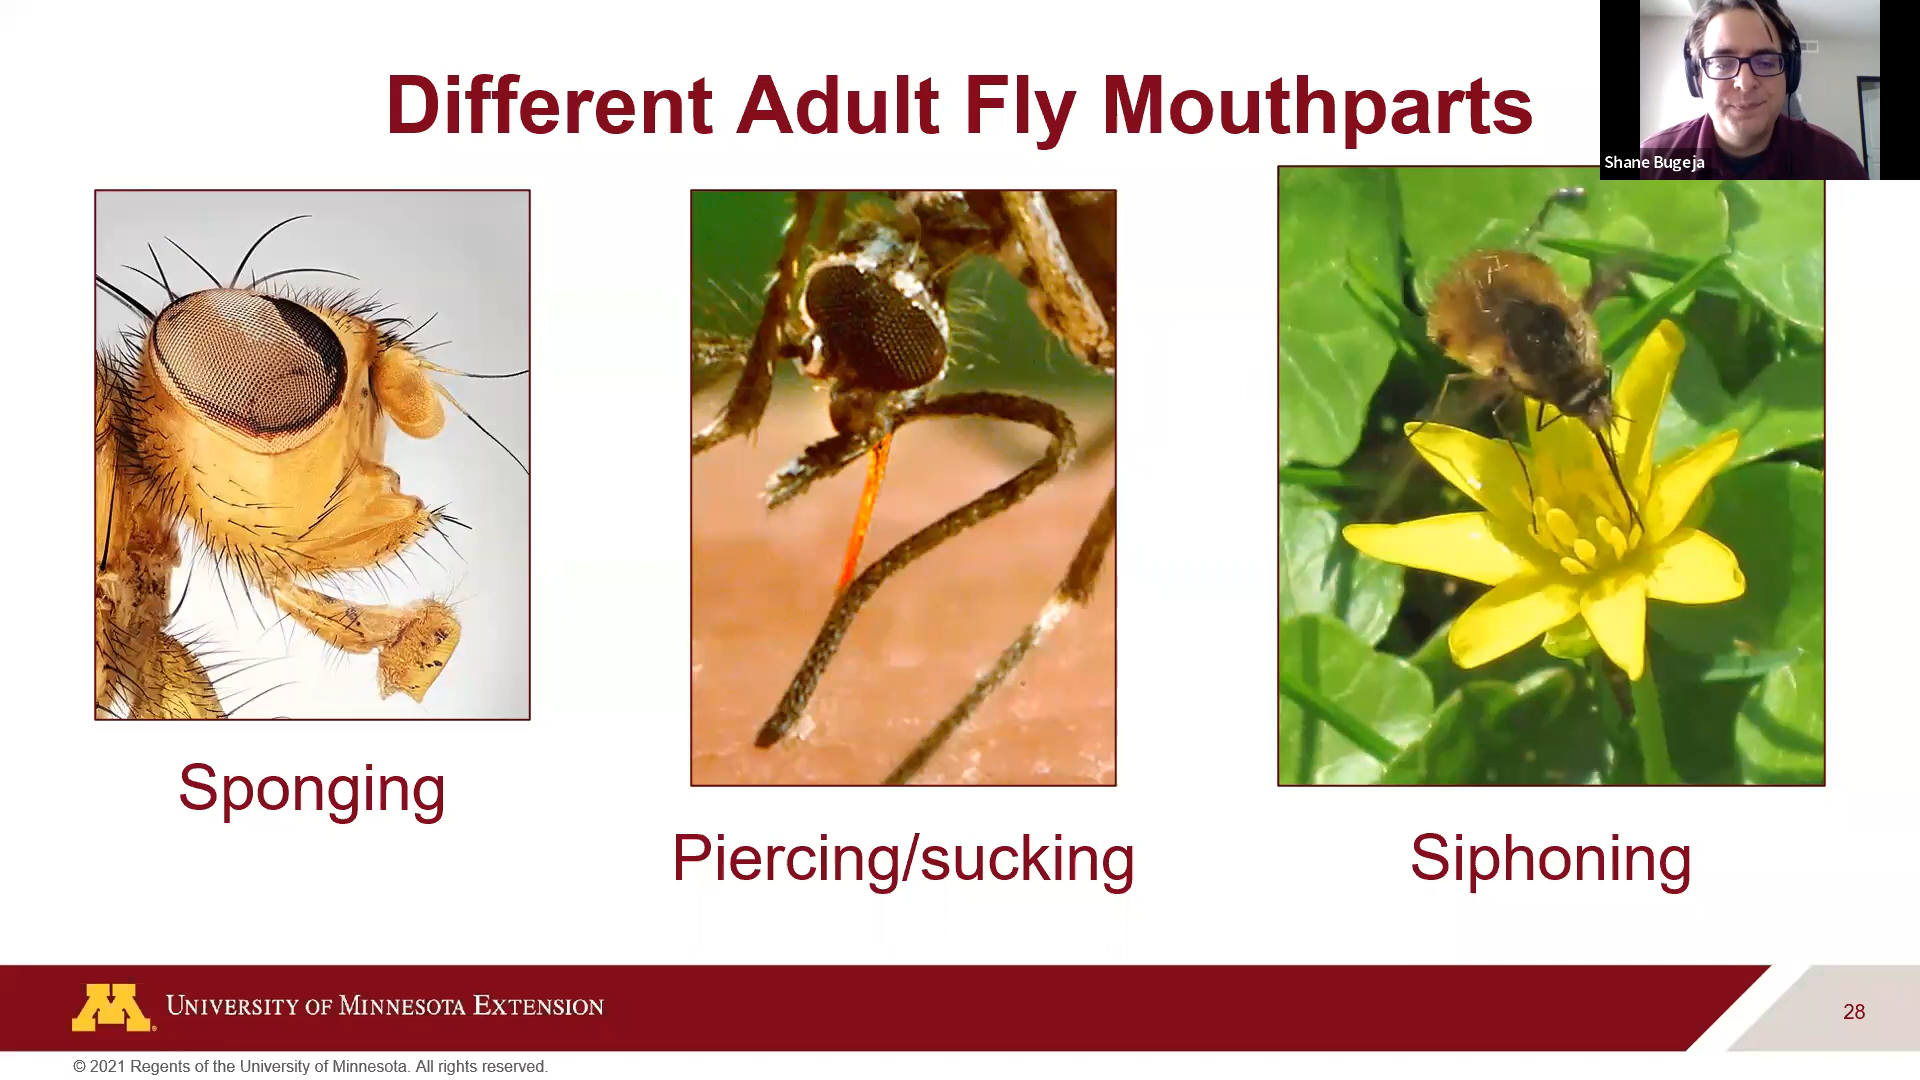 Different Adult Fly Mouthparts
Shane Bugeja
Sponging
Piercing/sucking
Siphoning
M®
University of Minnesota Extension
28
© 2021 Regents of the University of Minnesota. All rights reserved.